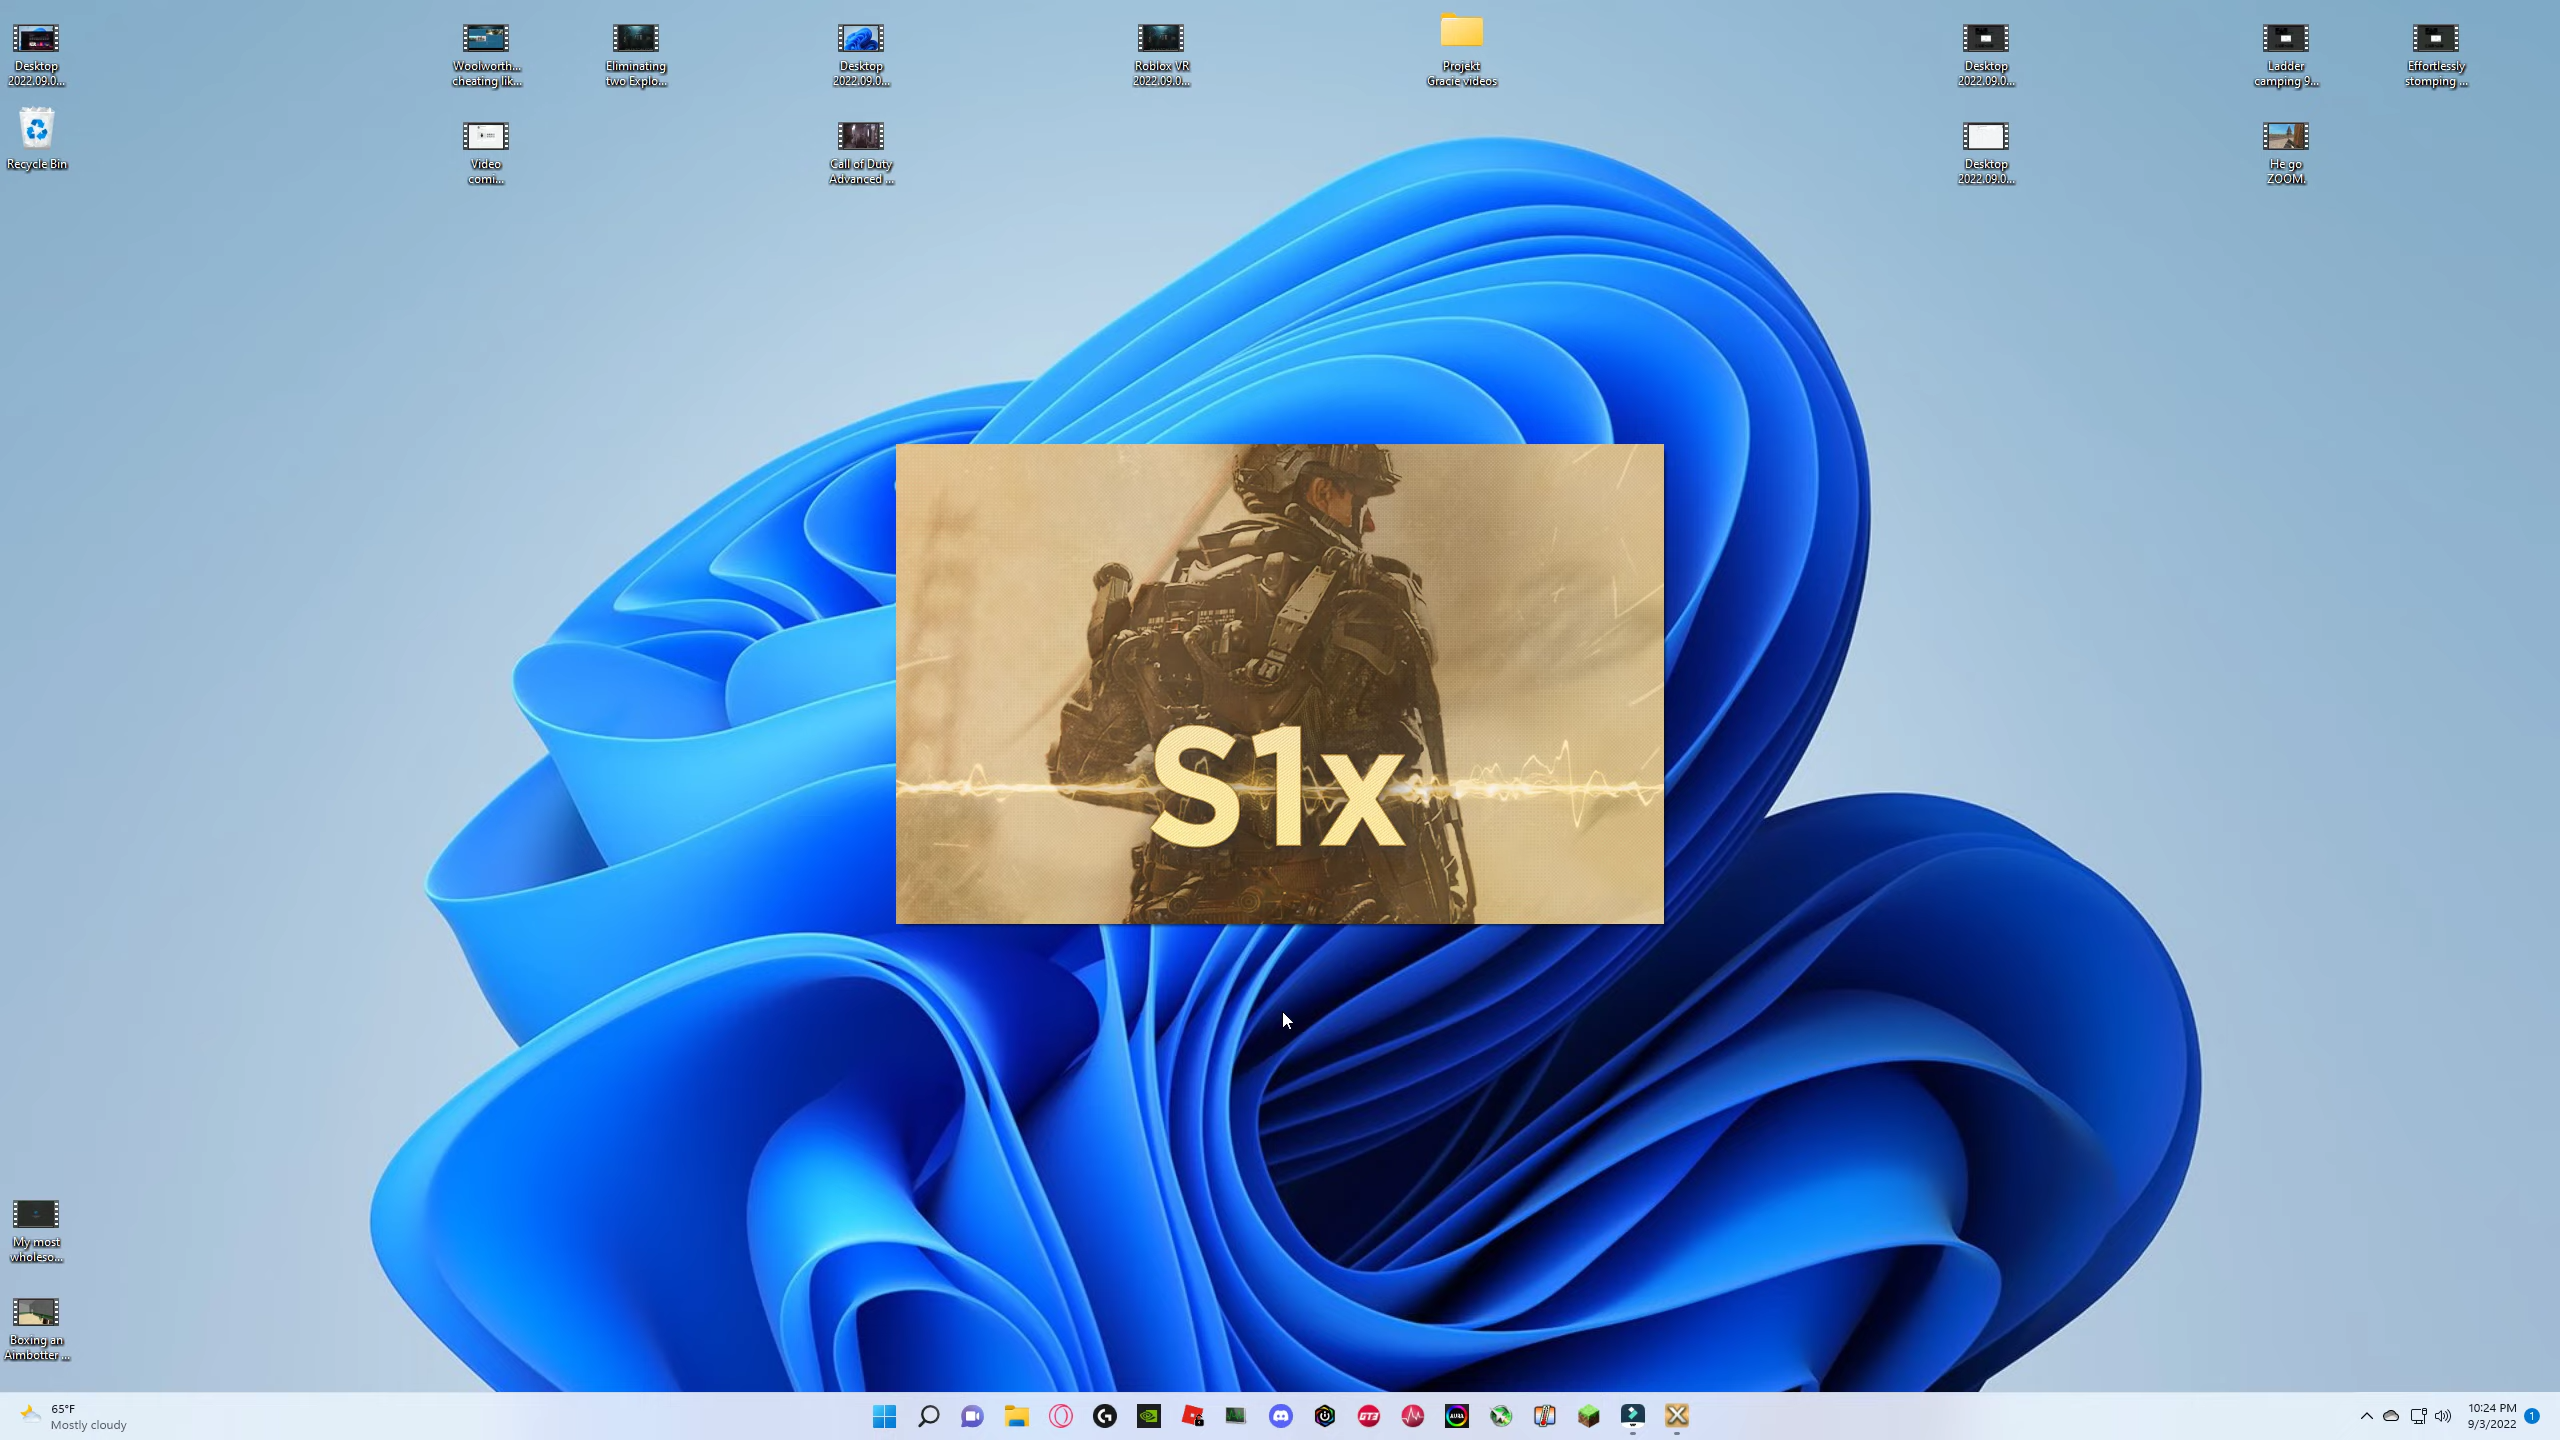 Desktop
2022.09.0...
Woolworth...
cheating lik...
Eliminating
two Explo...
Desktop
2022.09.0...
Roblox VR
2022.09.0...
Projekt
Gracie videos
Desktop
2022.09.0...
Ladder
camping 9...
Effortlessly
stomping ...
Recycle Bin
Video
comi...
Call of Duty
Advanced ...
Desktop
2022.09.0...
He go
ZOOM.
S1x
My most
wholeso...
Boxing an
Aimbotter ...
65°F
Mostly cloudy
GT3
AURA
10:24 PM
9/3/2022
1